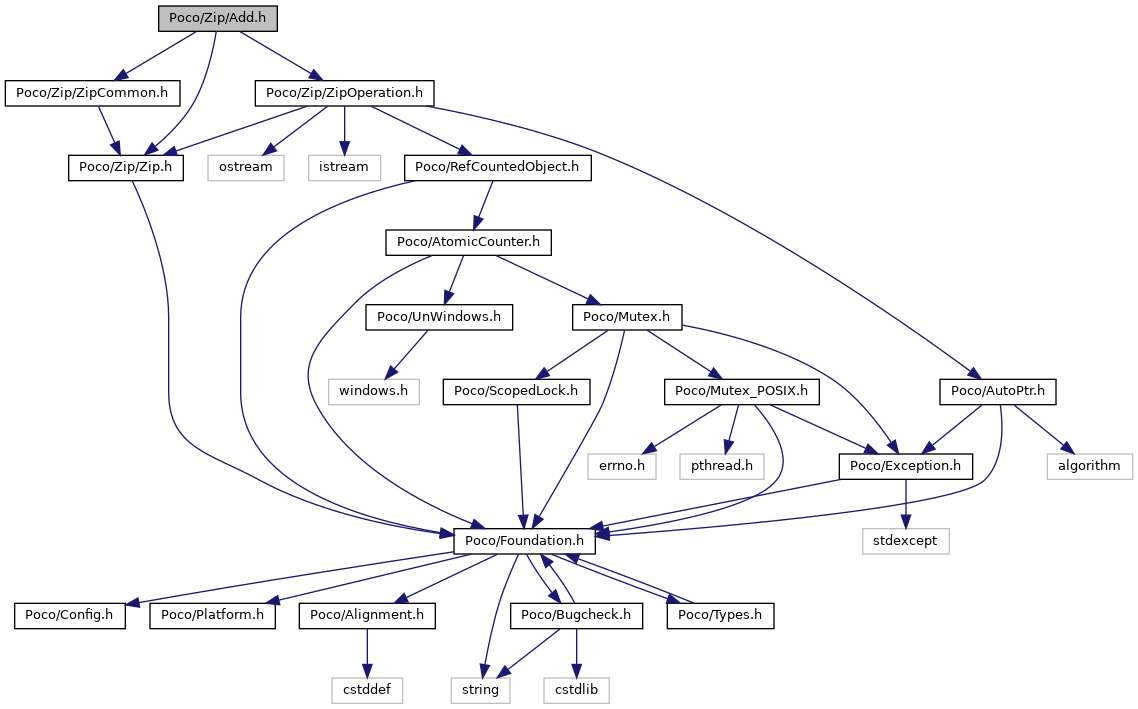 Poco/Zip/Add.h
Poco/Zip/ZipCommon.h
Poco/Zip/ZipOperation.h
Poco/Zip/Zip.h
ostream
istream
Poco/RefCountedObject.h
Poco/AtomicCounter.h
Poco/UnWindows.h
Poco/Mutex.h
windows.h
Poco/ScopedLock.h
Poco/Mutex_POSIX.h
Poco/AutoPtr.h
errno.h
pthread.h
Poco/Exception.h
algorithm
Poco/Foundation.h
stdexcept
Poco/Config.h
Poco/Platform.h
Poco/Alignment.h
Poco/Bugcheck.h
Poco/Types.h
cstddef
string
cstdlib